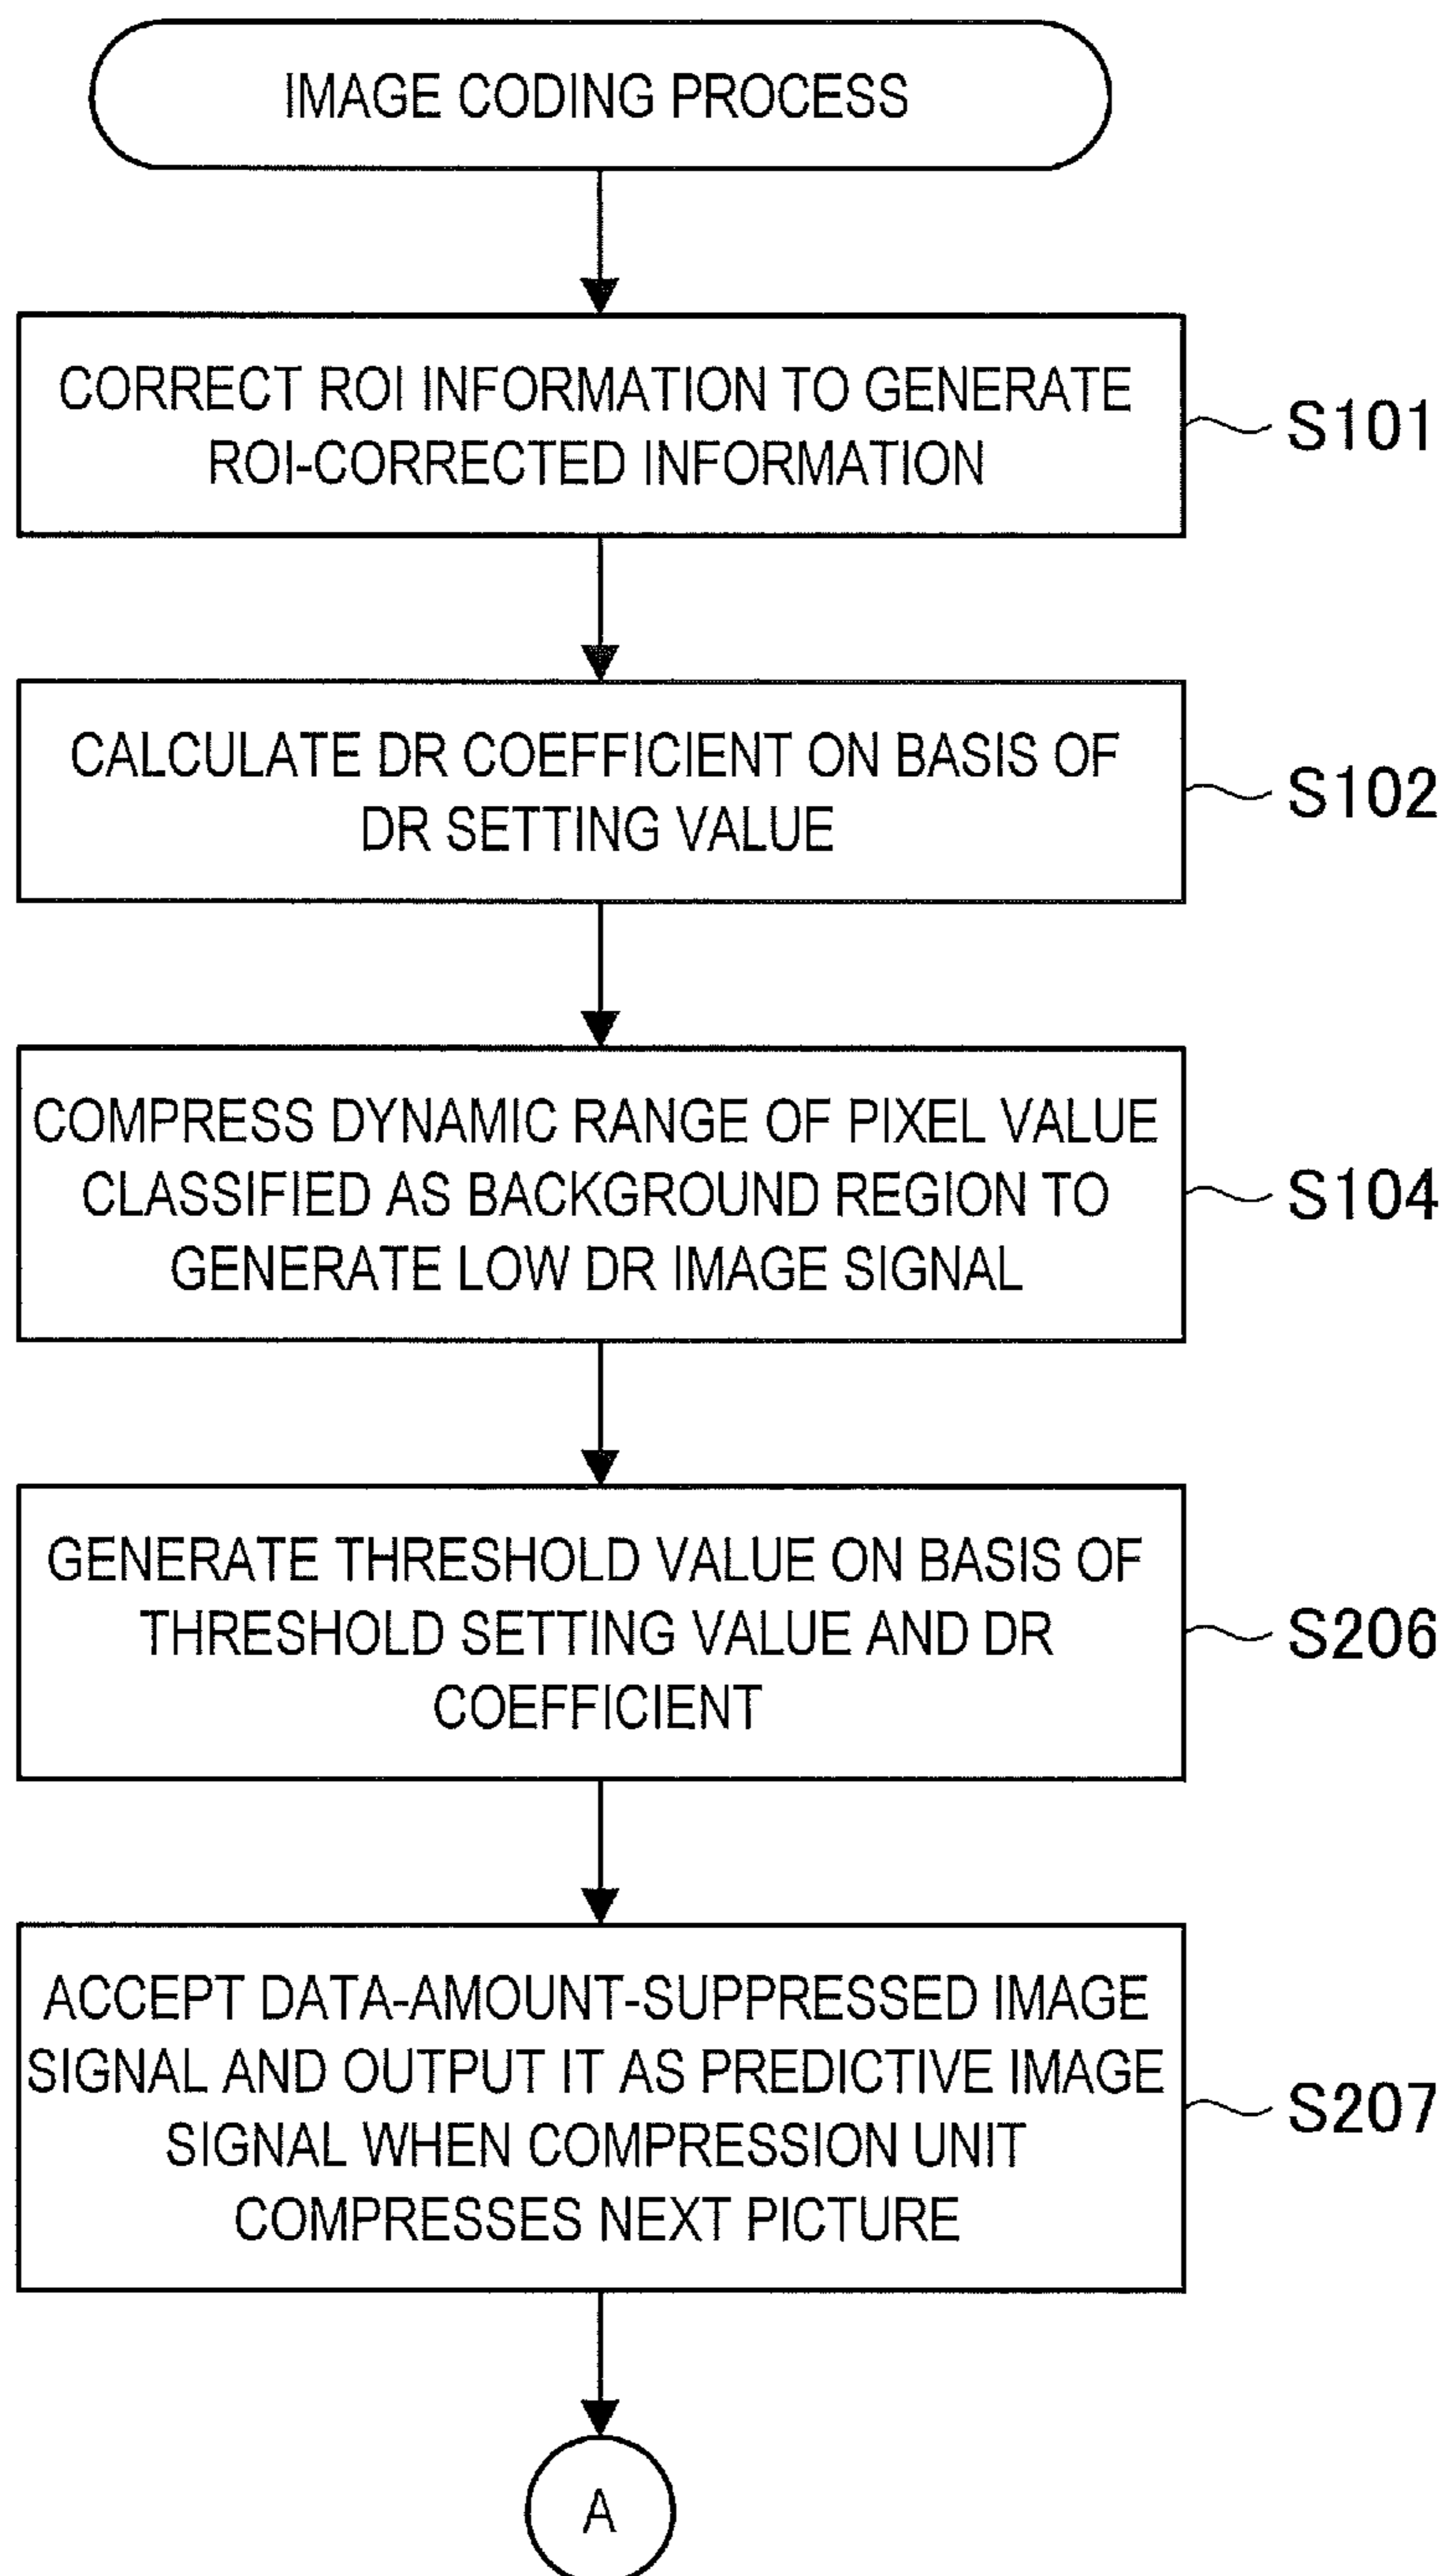 IMAGE CODING PROCESS
CORRECT ROI INFORMATION TO GENERATE
ROI-CORRECTED INFORMATION
S101
CALCULATE DR COEFFICIENT ON BASIS OF
DR SETTING VALUE
S102
COMPRESS DYNAMIC RANGE OF PIXEL VALUE
CLASSIFIED AS BACKGROUND REGION TO
GENERATE LOW DR IMAGE SIGNAL
S104
GENERATE THRESHOLD VALUE ON BASIS OF
THRESHOLD SETTING VALUE AND DR
COEFFICIENT
S206
ACCEPT DATA-AMOUNT-SUPPRESSED IMAGE
SIGNAL AND OUTPUT IT AS PREDICTIVE IMAGE
SIGNAL WHEN COMPRESSION UNIT
COMPRESSES NEXT PICTURE
S207
A